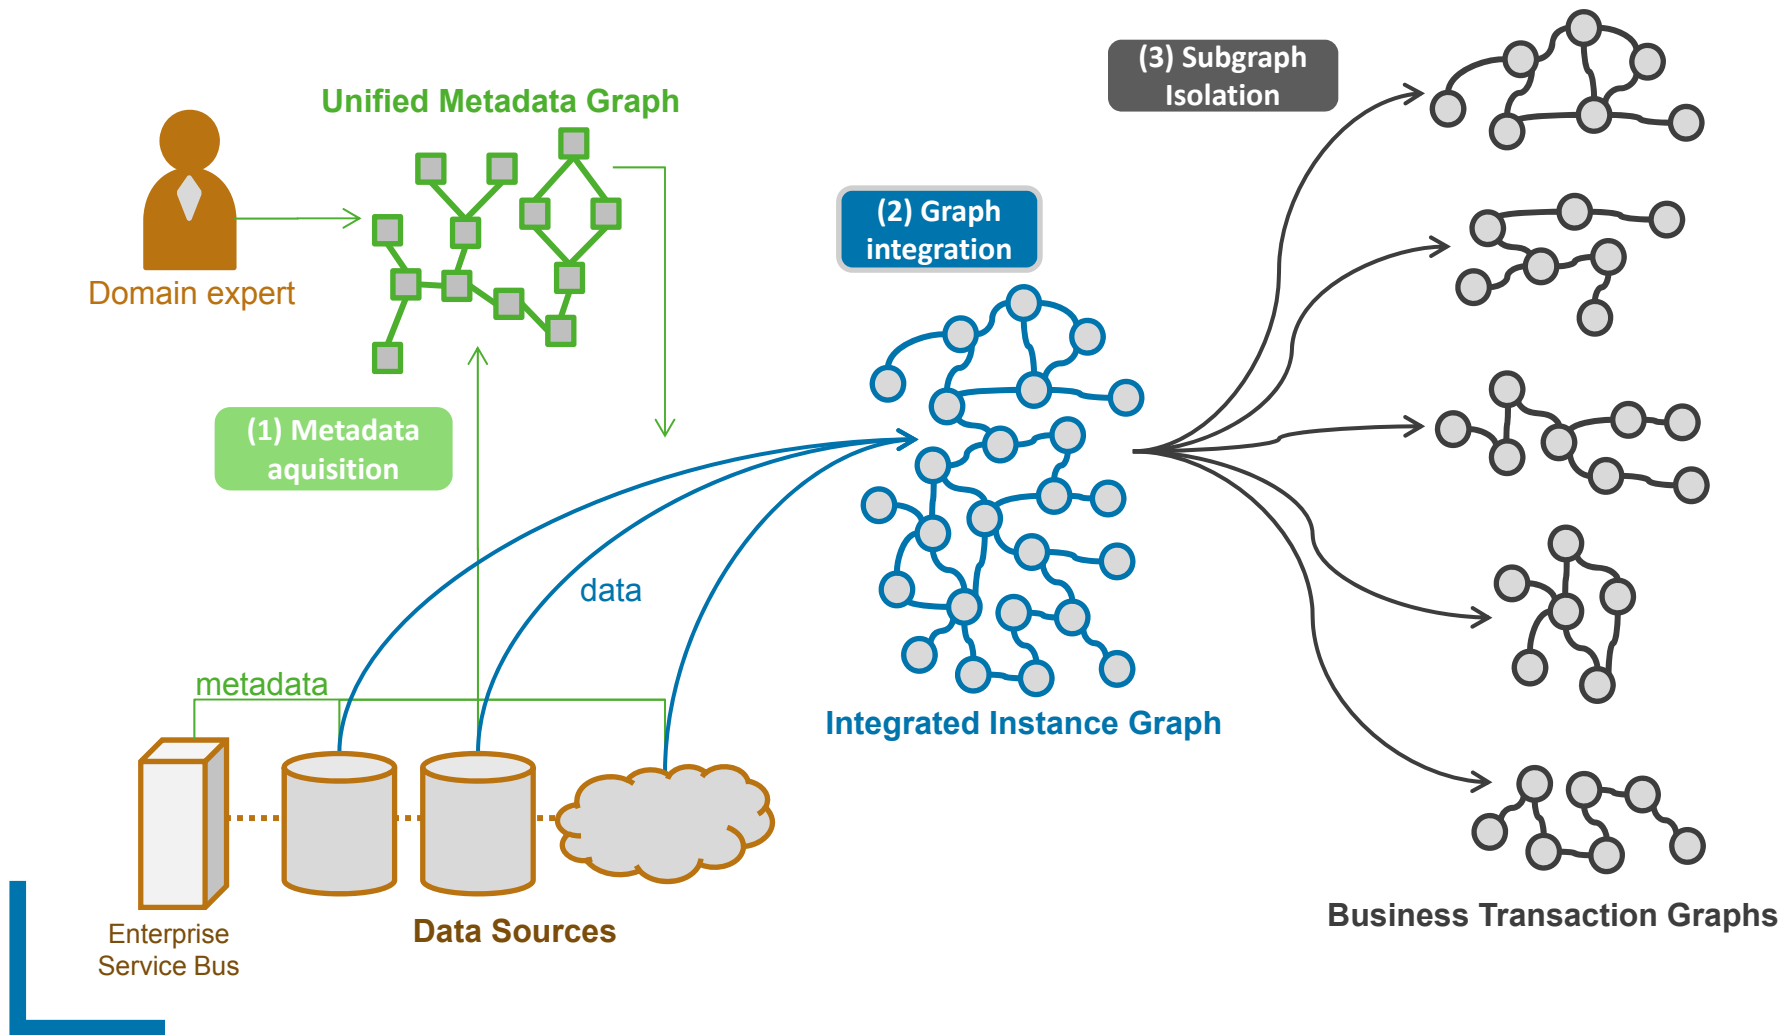 (3) Subgraph
Isolation
Unified Metadata Graph
(2) Graph
integration
Domain expert
(1) Metadata
aquisition
data
metadata
Integrated Instance Graph
Enterprise
Service Bus
Data Sources
Business Transaction Graphs